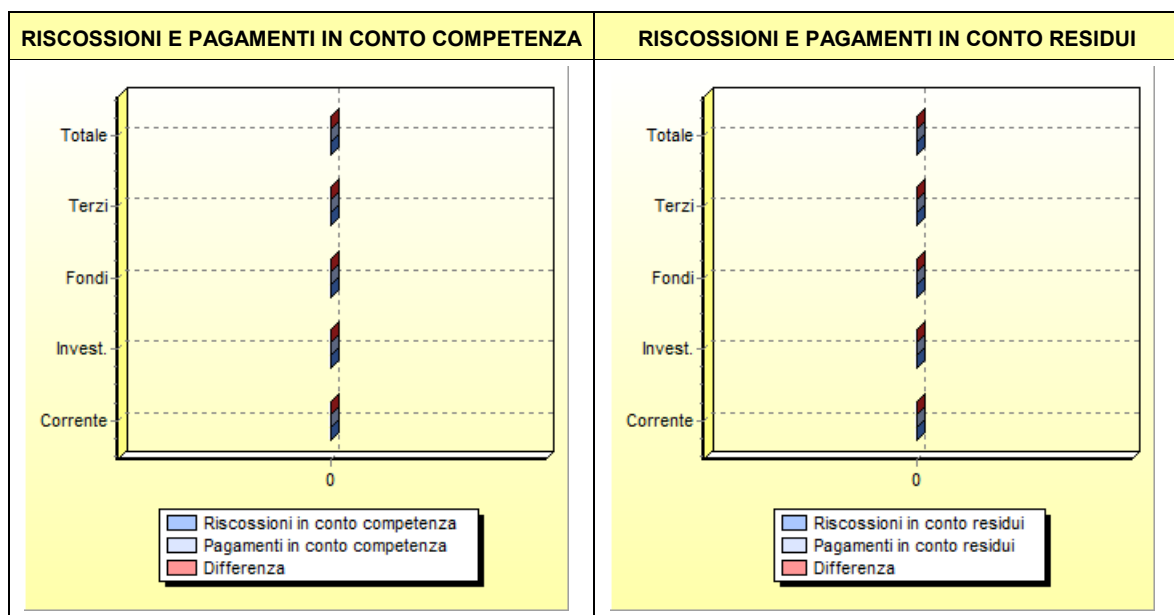 RISCOSSIONI E PAGAMENTI IN CONTO COMPETENZA
Totale
Terzi
Fondi
Invest.
Corrente
0
Riscossioni in conto competenza
Pagamenti in conto competenza
Differenza
RISCOSSIONI E PAGAMENTI IN CONTO RESIDUI
Totale
Terzi
Fondi
Invest.
Corrente
0
Riscossioni in conto residui
Pagamenti in conto residui
Differenza